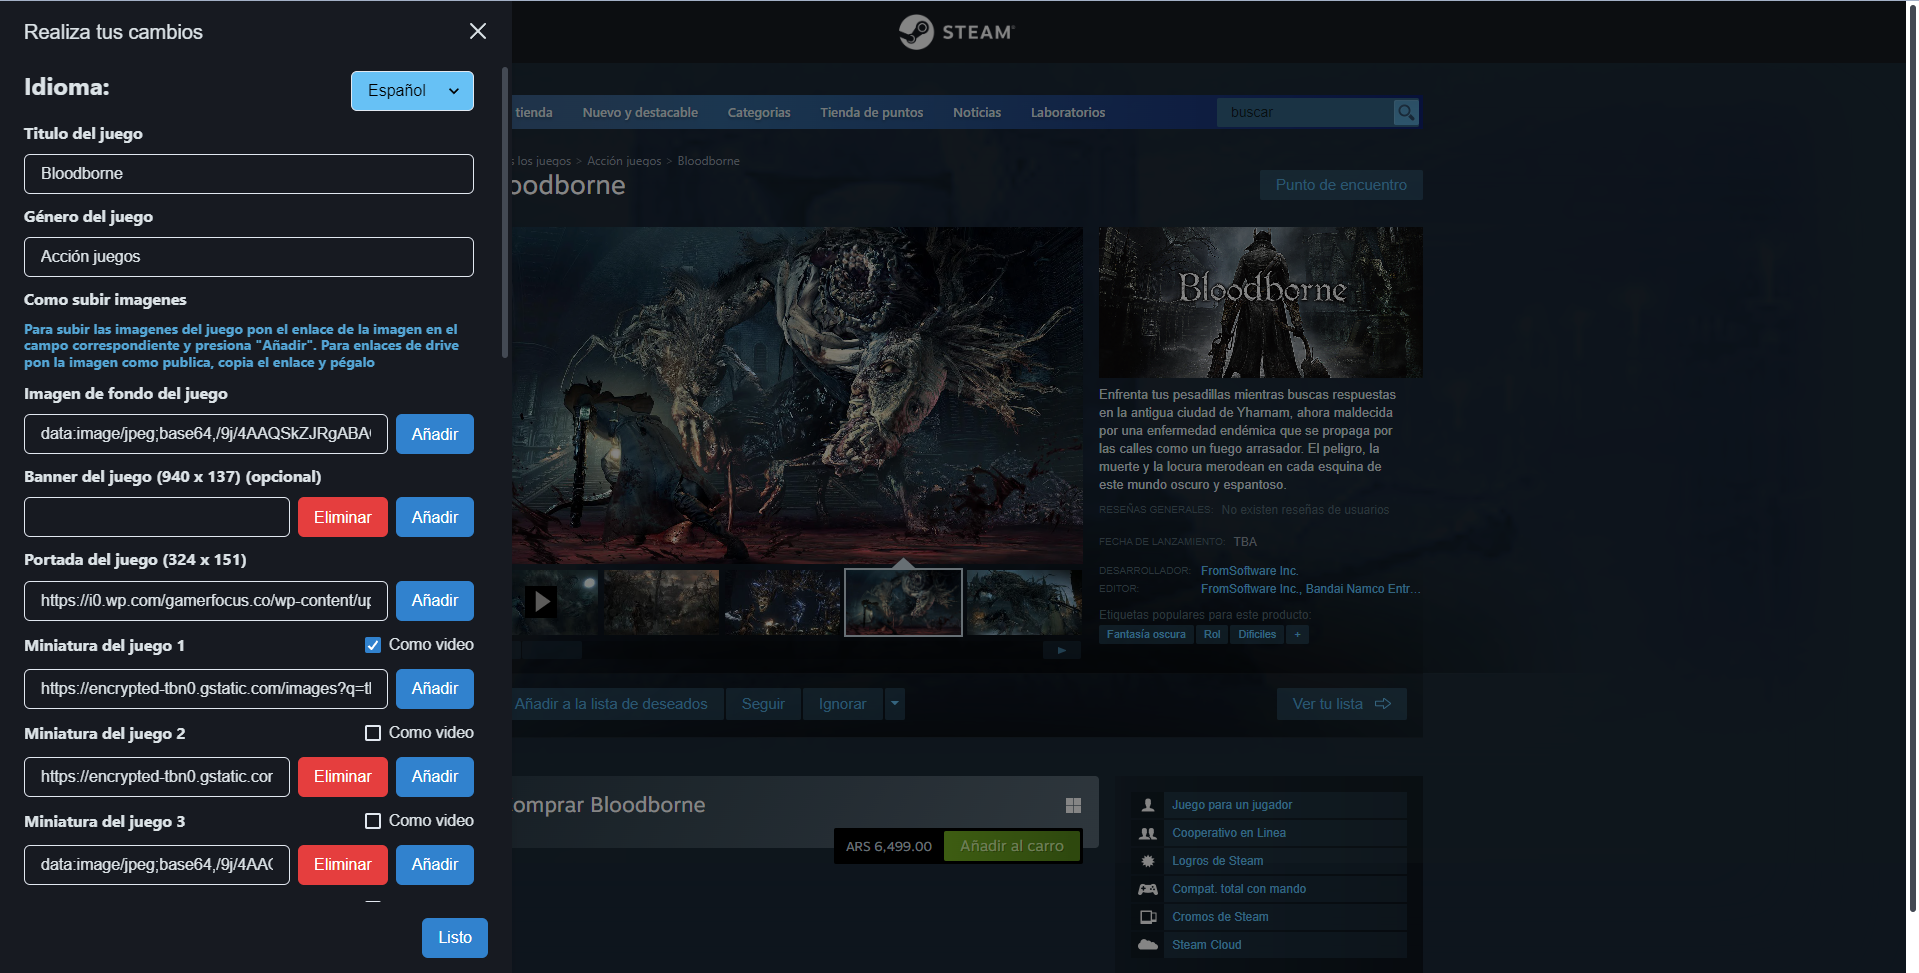 Realiza tus cambios
Idioma:
Español
Titulo del juego
Bloodborne
Género del juego
Acción juegos
Como subir imagenes
Para subir las imagenes del juego pon el enlace de la imagen en el
campo correspondiente y presiona "Añadir". Para enlaces de drive
pon la imagen como publica, copia el enlace y pégalo
Imagen de fondo del juego
data:image/jpeg;base64,/9j/4AAQSkZJRgABA
Añadir
Banner del juego (940 x 137) (opcional)
Eliminar
Añadir
Portada del juego (324 x 151)
https://i0.wp.com/gamerfocus.co/wp-content/up
Añadir
Miniatura del juego 1
Como video
https://encrypted-tbn0.gstatic.com/images?q=t
Añadir
Miniatura del juego 2
Como video
https://encrypted-tbn0.gstatic.cor
Eliminar
Añadir
Miniatura del juego 3
Como video
data:image/jpeg;base64,/9j/4AA
Eliminar
Añadir
Listo
STEAM
tienda
Nuevo y destacable
Categorias
Tienda de puntos
Noticias
Laboratorios
buscar
s los juegos > Acción juegos > Bloodborne
oodborne
Punto de encuentro
Bloodborne
Enfrenta tus pesadillas mientras buscas respuestas
en la antigua ciudad de Yharnam, ahora maldecida
por una enfermedad endémica que se propaga por
las calles como un fuego arrasador. El peligro, la
muerte y la locura merodean en cada esquina de
este mundo oscuro y espantoso.
RESEÑAS GENERALES: No existen reseñas de usuarios
FECHA DE LANZAMIENTO: TBA
DESARROLLADOR: FromSoftware Inc.
EDITOR: FromSoftware Inc., Bandai Namco Entr...
Etiquetas populares para este producto:
Fantasía oscura
Rol
Dificiles
+
Añadir a la lista de deseados
Seguir
Ignorar
Ver tu lista
omprar Bloodborne
ARS 6,499.00
Añadir al carro
Juego para un jugador
Cooperativo en Linea
Logros de Steam
Compat. total con mando
Cromos de Steam
Steam Cloud